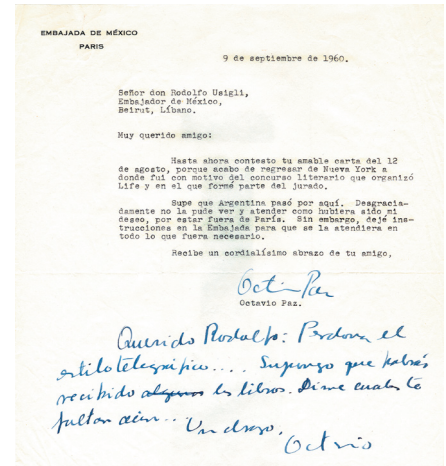 EMBAJADA DE MÉXICO
PARIS
9 de septiembre de 1960.
Señor don Rodolfo Usigli,
Embajador de México,
Beirut, Líbano.
Muy querido amigo:
Hasta ahora contesto tu amable carta del 12
de agosto, porque acabo de regresar de Nueva York a
donde fui con motivo del concurso literario que organizó
Life y en el que formé parte del jurado.
Supe que Argentina pasó por aquí. Desgracia-
damente no la pude ver y atender como hubiera sido mi
deseo, por estar fuera de París. Sin embargo, dejé ins-
trucciones en la Embajada para que se la atendiera en
todo lo que fuera necesario.
Recibe un cordialísimo abrazo de tu amigo,
Octavio Paz
Octavio Paz.
Querido Rodolfo: Perdona el
estilo telegráfico.... Supongo que habrás
recibido algunos los libros. Dime cuales te
faltan aún...
Un abrazo,
Octavio